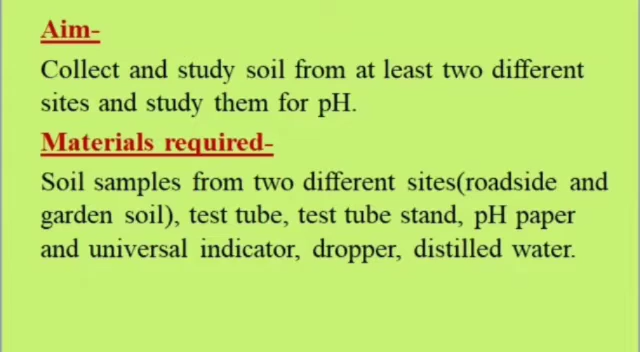 Aim-
Collect and study soil from at least two different
sites and study them for pH.
Materials required-
Soil samples from two different sites(roadside and
garden soil), test tube, test tube stand, pH paper
and universal indicator, dropper, distilled water.